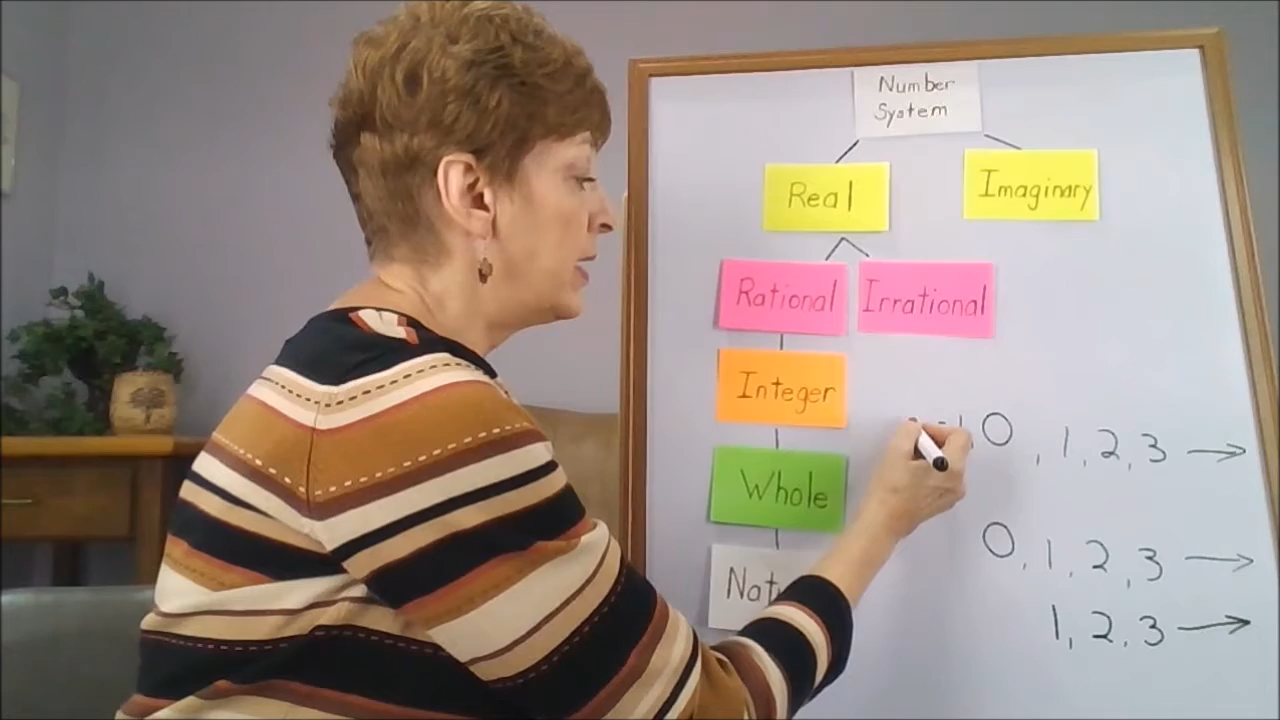 Number
System
Real
Imaginary
Rational
Irrational
Integer
-1 0, 1, 2, 3 →
Whole
0, 1, 2, 3 →
1, 2, 3 →